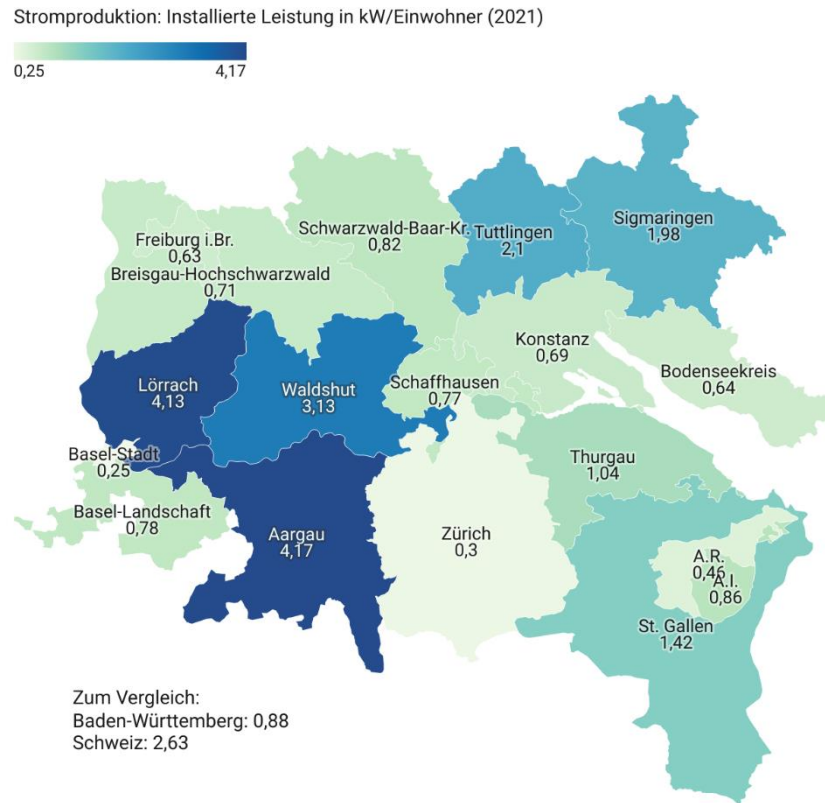 Stromproduktion: Installierte Leistung in kW/Einwohner (2021)
0,25
4,17
Schwarzwald-Baar-Kr.
0,82
Tuttlingen
2,1
Sigmaringen
1,98
Freiburg i.Br.
0,63
Breisgau-Hochschwarzwald
0,71
Konstanz
0,69
Bodenseekreis
0,64
Lörrach
4,13
Waldshut
3,13
Schaffhausen
0,77
Basel-Stadt
0,25
Thurgau
1,04
Basel-Landschaft
0,78
Aargau
4,17
Zürich
0,3
A.R.
0,46
A.I.
0,86
St. Gallen
1,42
Zum Vergleich:
Baden-Württemberg: 0,88
Schweiz: 2,63